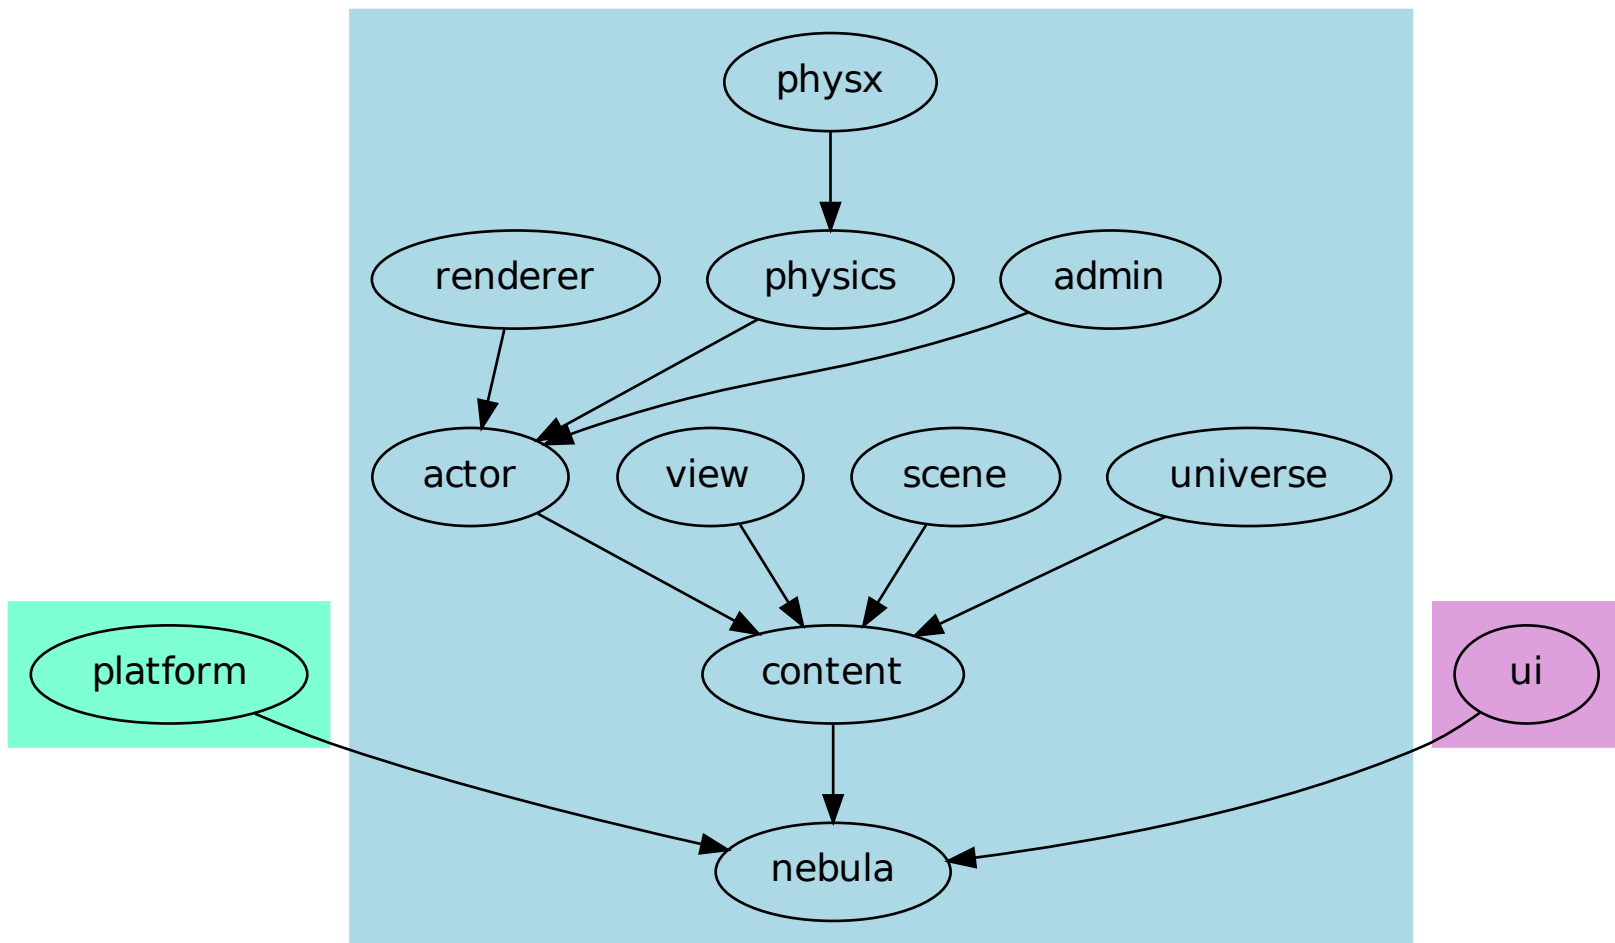 physx
renderer
physics
admin
actor
view
scene
universe
platform
content
ui
nebula